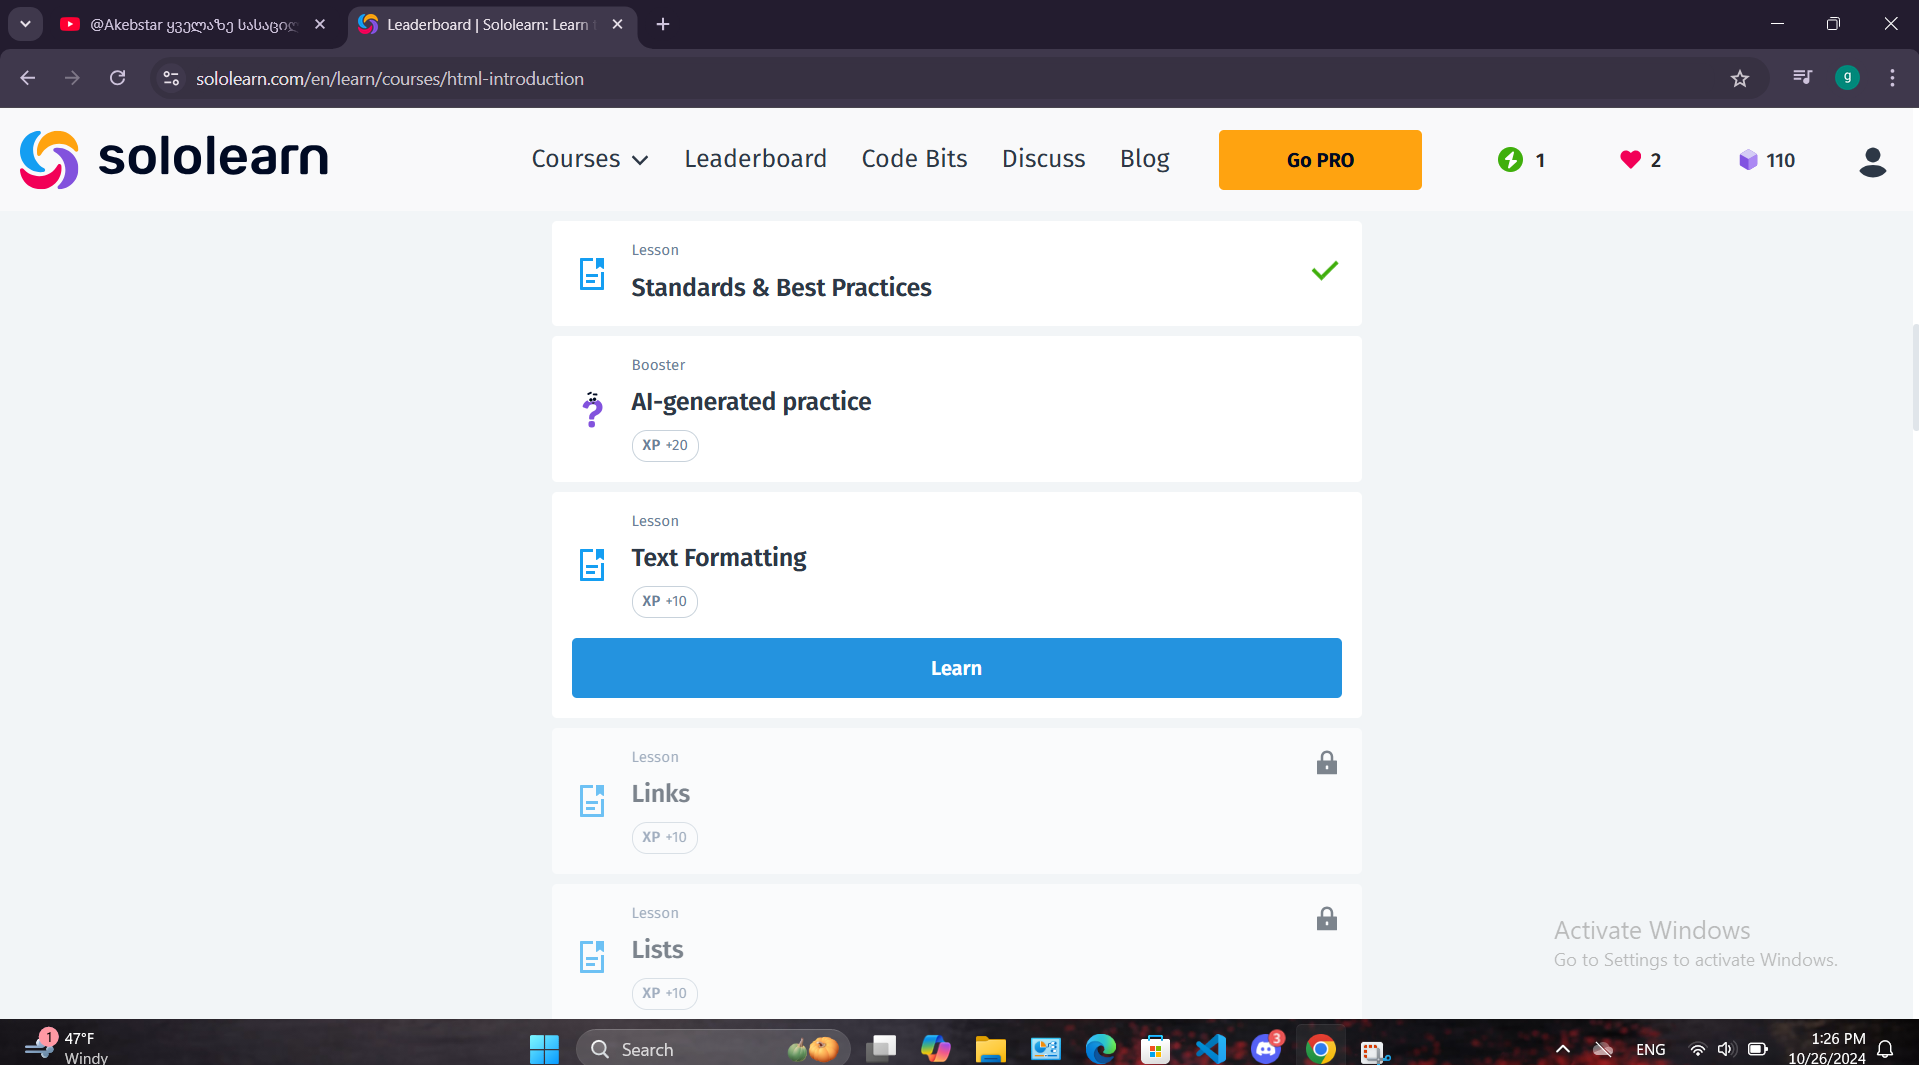 @Akebstar ყველაზე სასაცილ
Leaderboard | Sololearn: Learn
sololearn.com/en/learn/courses/html-introduction
g
sololearn
Courses
Leaderboard
Code Bits
Discuss
Blog
Go PRO
1
2
110
Lesson
Standards & Best Practices
Booster
AI-generated practice
XP +20
Lesson
Text Formatting
XP +10
Learn
Lesson
Links
XP +10
Lesson
Lists
XP +10
Activate Windows
Go to Settings to activate Windows.
1
47°F
Windy
Search
3
ENG
1:26 PM
10/26/2024